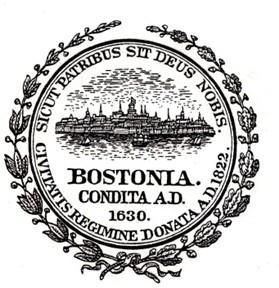 SICUT PATRIBUS SIT DEUS NOBIS.
CIVITATIS REGIMINE DONATA A.D. 1822.
BOSTONIA.
CONDITA A.D.
1630.